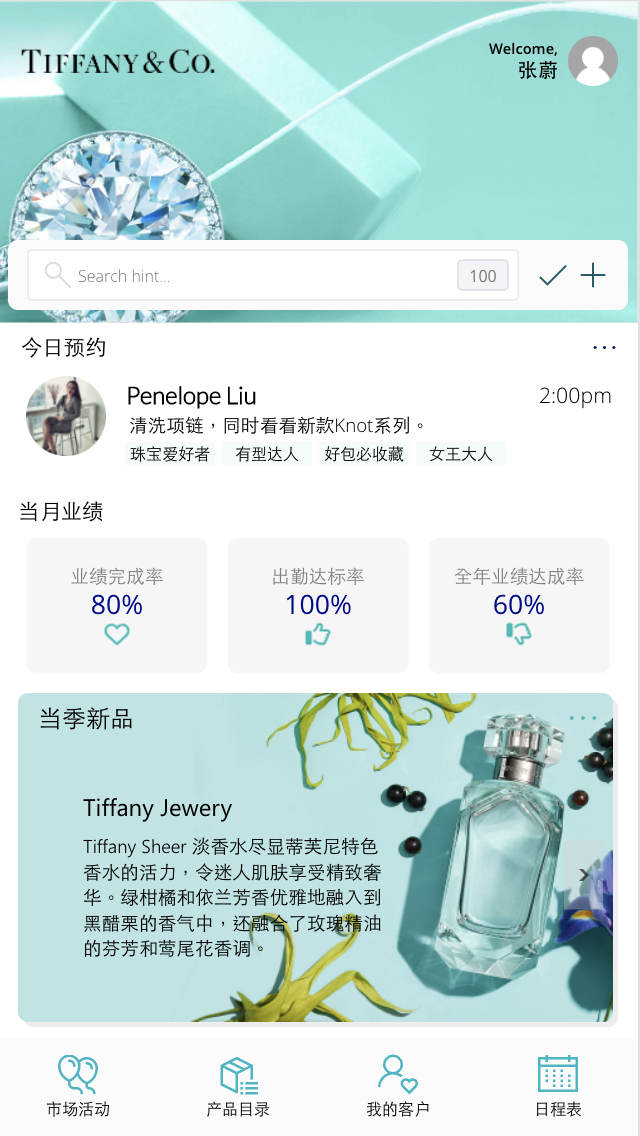 TIFFANY & CO.
Welcome,
张蔚
Search hint...
100
今日预约
...
Penelope Liu
2:00pm
清洗项链，同时看看新款Knot系列。
珠宝爱好者 有型达人 好包必收藏 女王大人
当月业绩
业绩完成率 出勤达标率 全年业绩达成率
80% 100% 60%
当季新品
...
Tiffany Jewery
Tiffany Sheer 淡香水尽显蒂芙尼特色
香水的活力，令迷人肌肤享受精致奢
华。绿柑橘和依兰芳香优雅地融入到
黑醋栗的香气中，还融合了玫瑰精油
的芬芳和鸢尾花香调。
市场活动 产品目录 我的客户 日程表